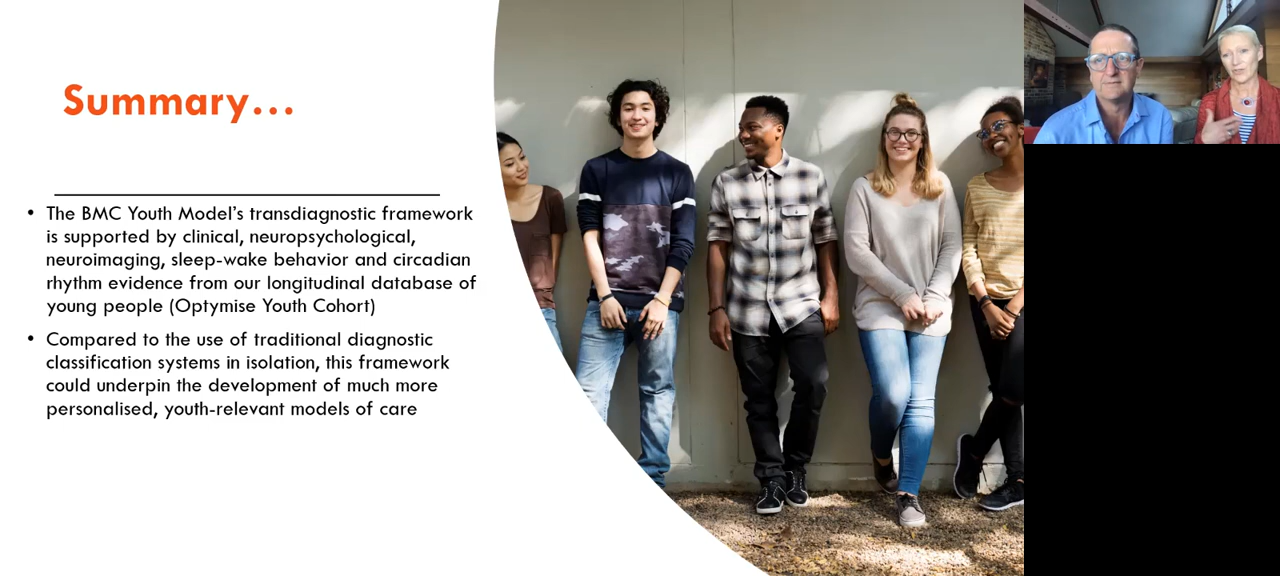 Summary...
• The BMC Youth Model's transdiagnostic framework
is supported by clinical, neuropsychological,
neuroimaging, sleep-wake behavior and circadian
rhythm evidence from our longitudinal database of
young people (Optymise Youth Cohort)
• Compared to the use of traditional diagnostic
classification systems in isolation, this framework
could underpin the development of much more
personalised, youth-relevant models of care